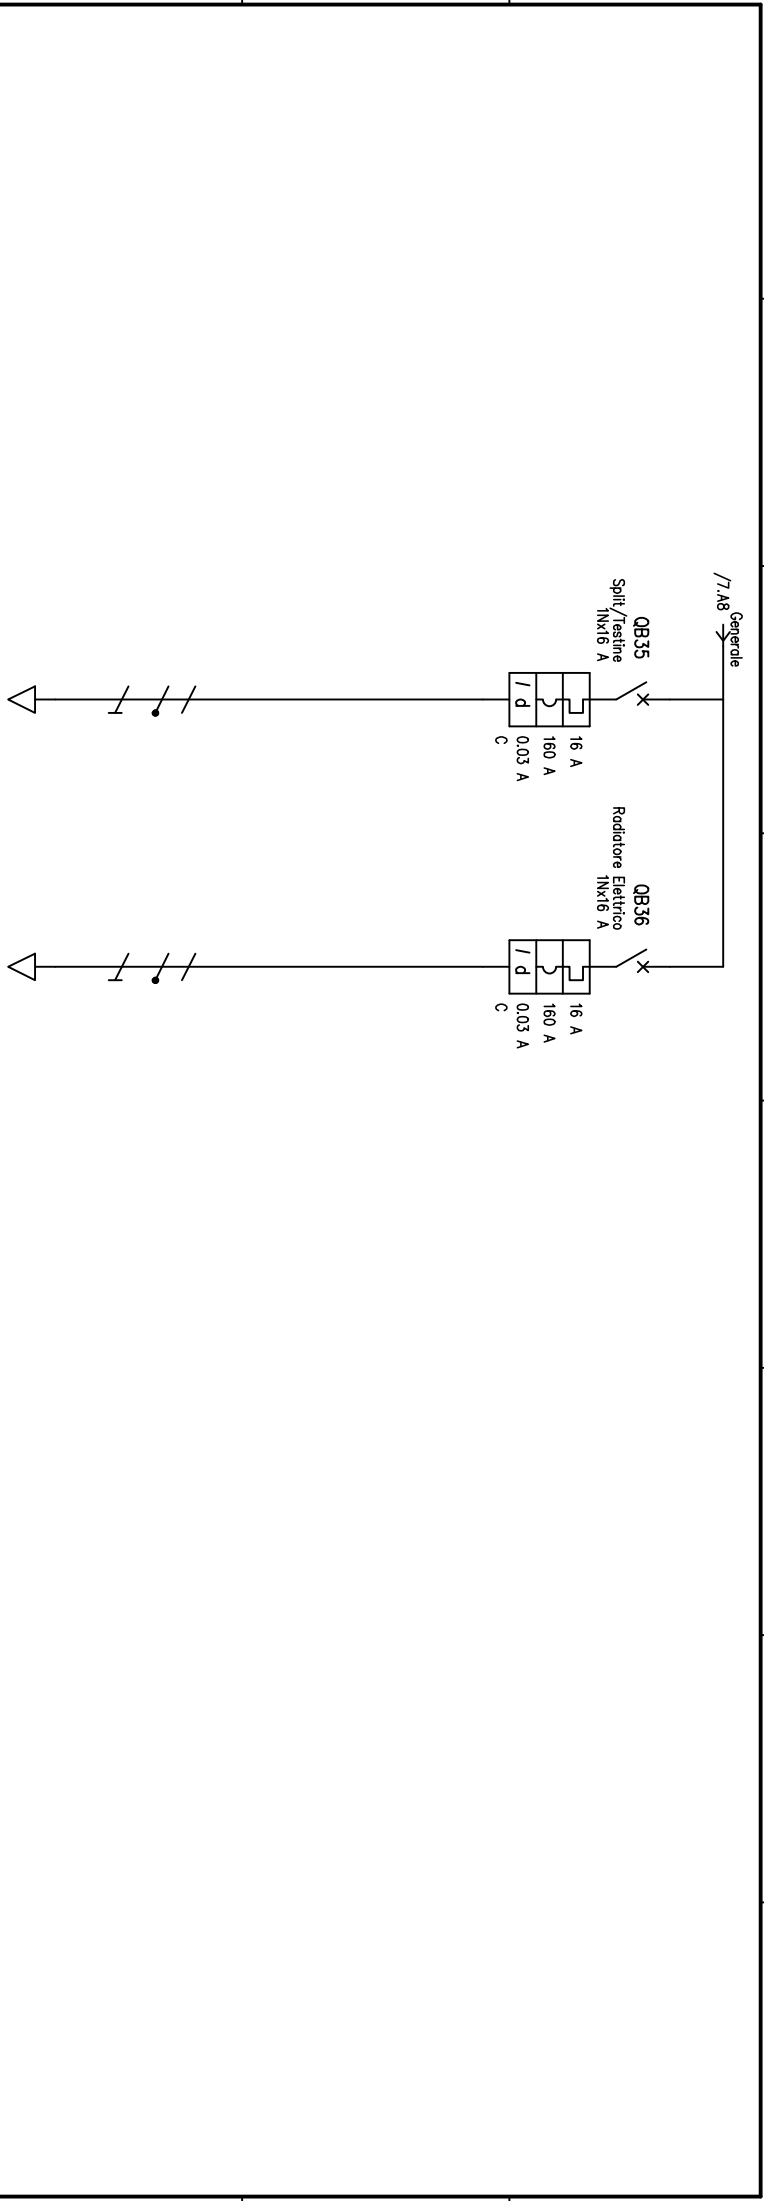 Generale
/7.A8
QB35
Split/Testine
1Nx16 A
16 A
160 A
I d
0.03 A
C
QB36
Radiatore Elettrico
1Nx16 A
16 A
160 A
I d
0.03 A
C